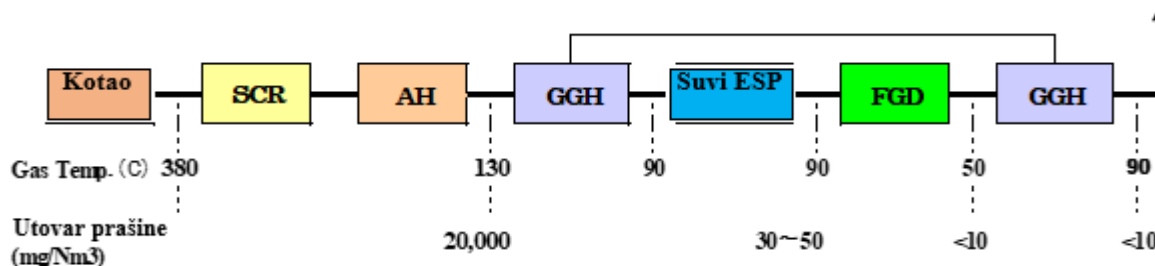 Kotao SCR AH GGH Suvi ESP FGD GGH
Gas Temp. (C) 380 130 90 90 50 90
Utovar prašine
(mg/Nm3) 20,000 30~50 <10 <10